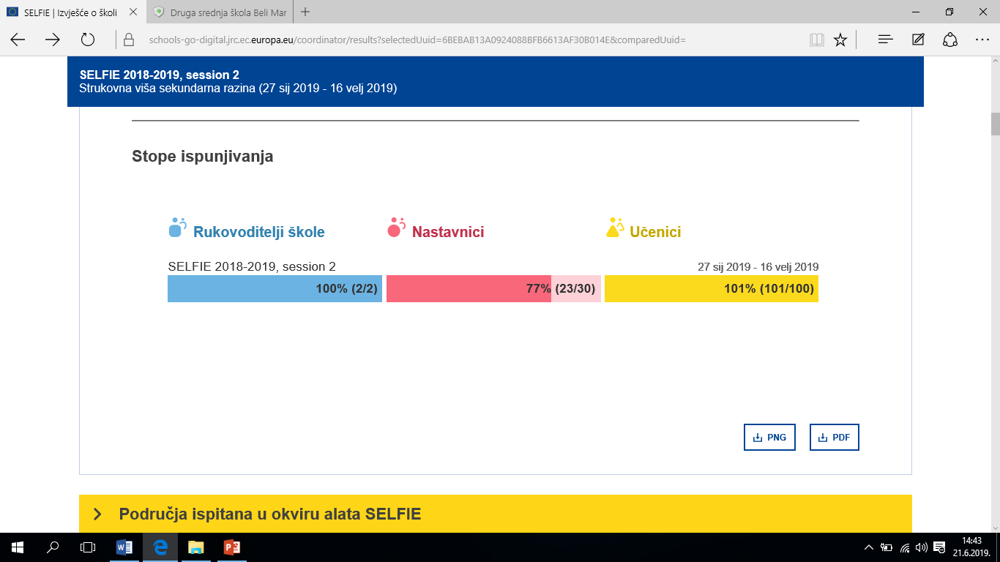 SELFIE | Izvješće o školi
Druga srednja škola Beli Mar
schools-go-digital.jrc.ec.europa.eu/coordinator/results?selectedUuid=6BEBAB13A0924088BFB6613AF30B014E&comparedUuid=
SELFIE 2018-2019, session 2
Strukovna viša sekundarna razina (27 sij 2019 - 16 velj 2019)
Stope ispunjivanja
Rukovoditelji škole
Nastavnici
Učenici
SELFIE 2018-2019, session 2
27 sij 2019 - 16 velj 2019
100% (2/2)
77% (23/30)
101% (101/100)
PNG
PDF
Područja ispitana u okviru alata SELFIE
14:43
21.6.2019.